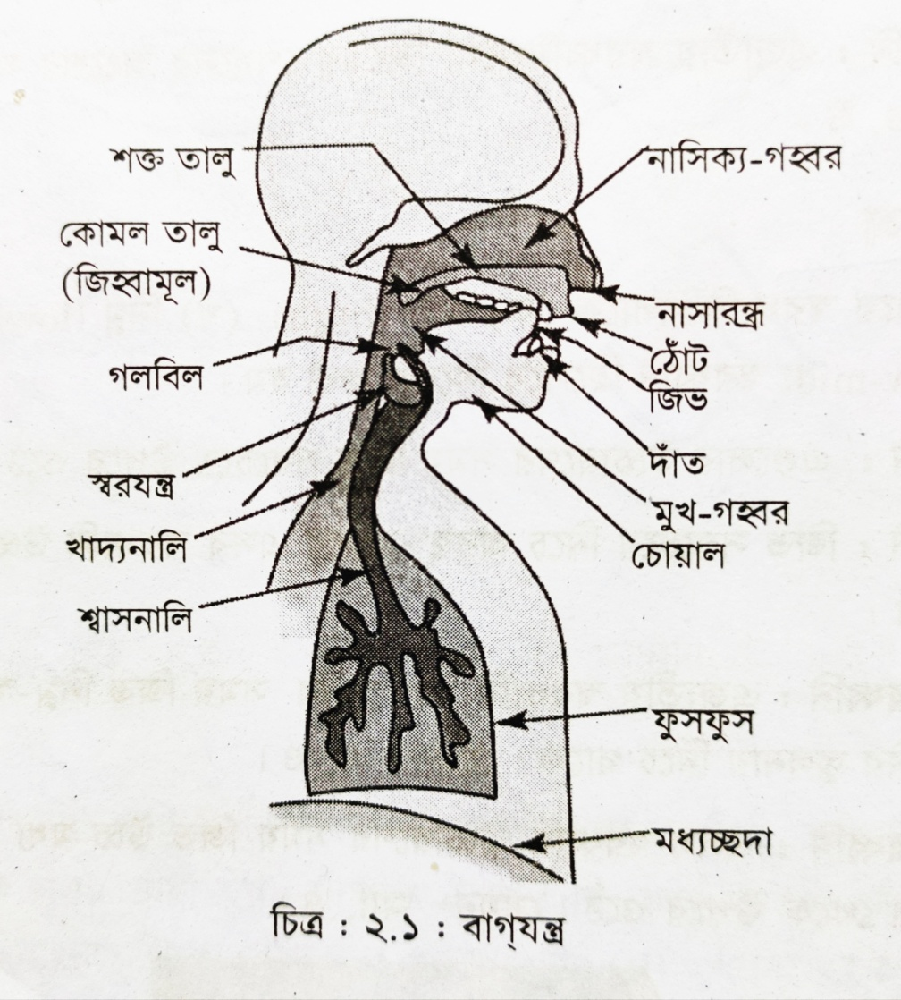 শক্ত তালু
নাসিক্য-গহ্বর
কোমল তালু
(জিহ্বামূল)
নাসারন্ধ্র
ঠোঁট
গলবিল
জিভ
দাঁত
স্বরযন্ত্র
মুখ-গহ্বর
খাদ্যনালি
চোয়াল
শ্বাসনালি
ফুসফুস
মধ্যচ্ছদা
চিত্র : ২.১ : বাগ্‌যন্ত্র